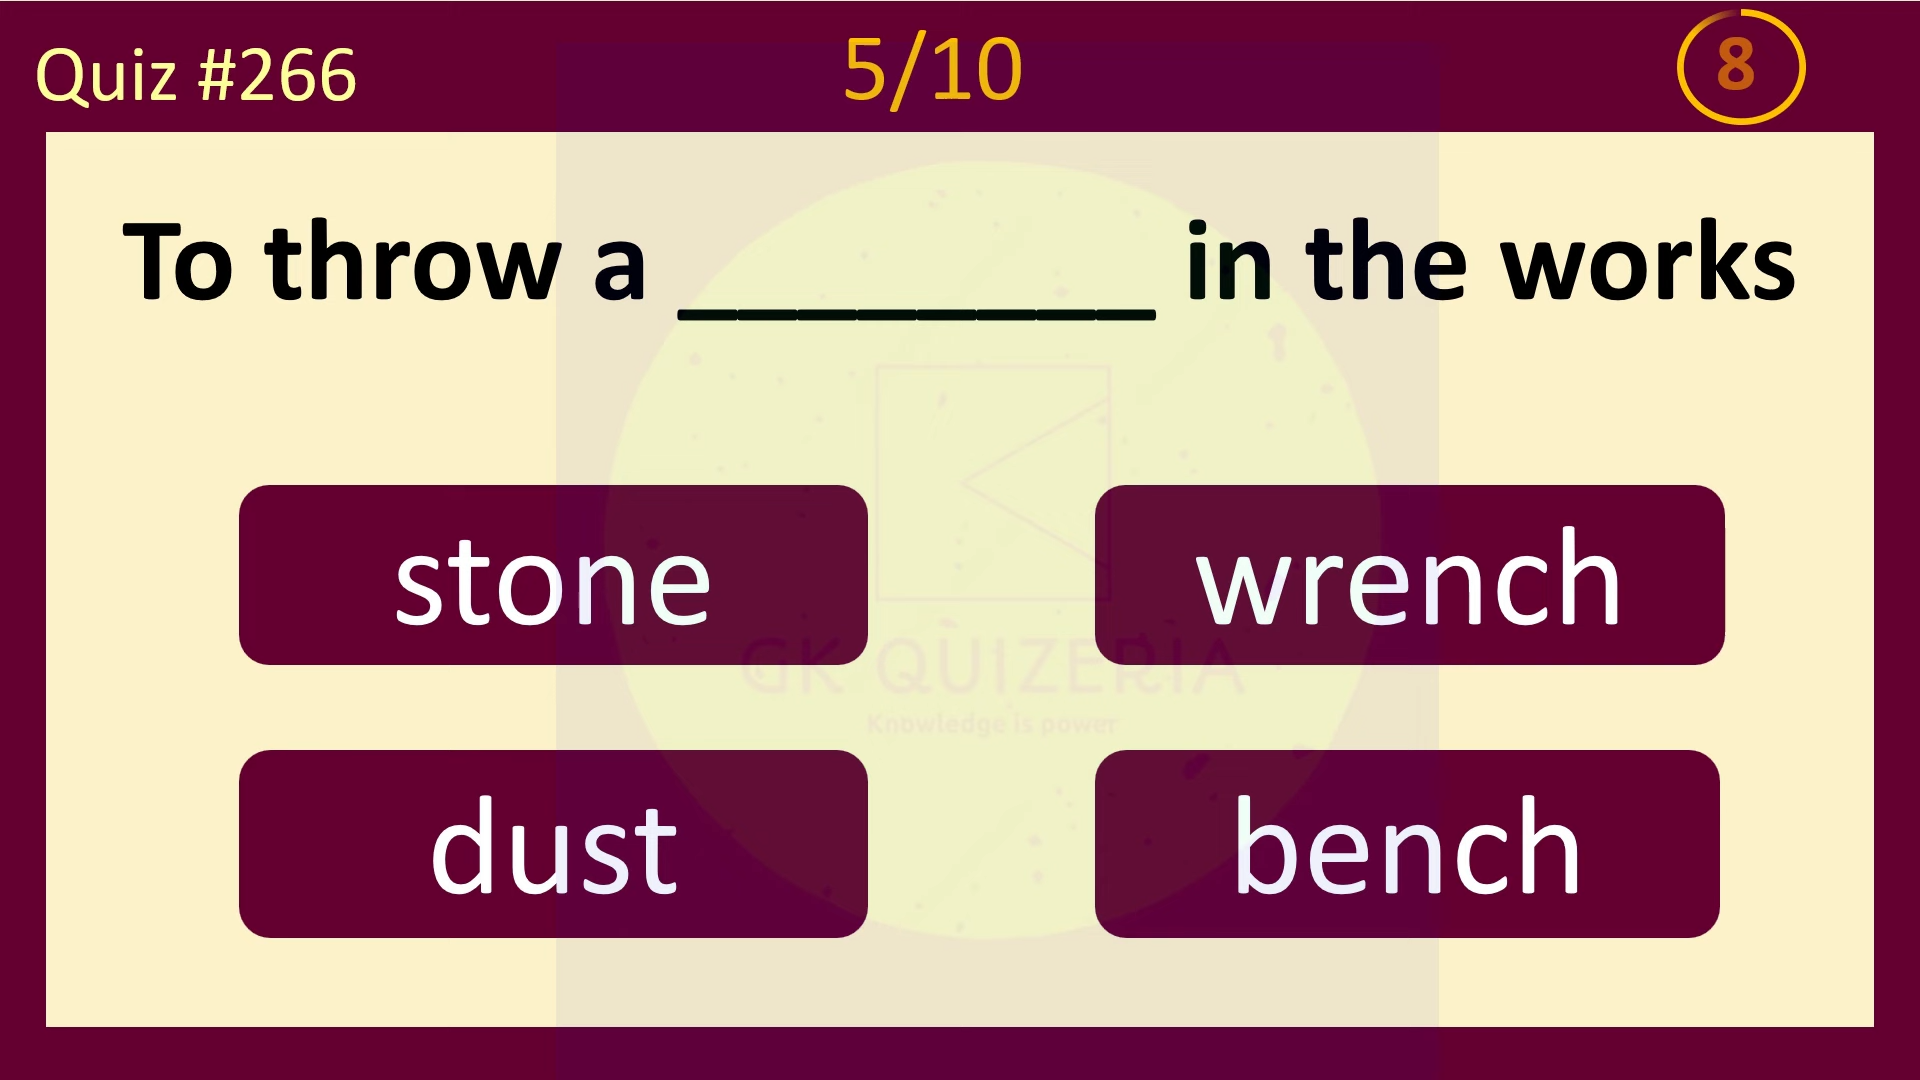 Quiz #266
5/10
8
To throw a ________ in the works
stone
wrench
GK QUIZERIA
Knowledge is power
dust
bench